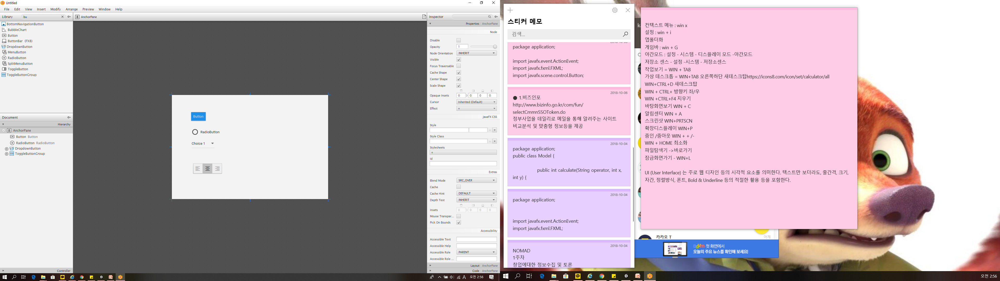 Untitled
File Edit View Insert Modify Arrange Preview Window Help
Library bu
BottomNavigationButton
BubbleChart
Button
ButtonBar (FX8)
DropdownButton
MenuButton
RadioButton
SplitMenuButton
ToggleButton
ToggleButtonGroup
Document
Hierarchy
AnchorPane
Button Button
RadioButton RadioButton
DropdownButton
ToggleButtonGroup
Controller
AnchorPane
Button
RadioButton
Choice 1
Inspector
Properties : AnchorPane
Node
Disable
Opacity 1
Node Orientation INHERIT
Visible
Focus Traversable
Cache Shape
Center Shape
Scale Shape
Opaque Insets 0 0 0 0
Cursor Inherited (Default)
Effect +
JavaFX CSS
Style
Style Class
Stylesheets
+
Id
Extras
Blend Mode SRC_OVER
Cache
Cache Hint DEFAULT
Depth Test INHERIT
Insets 0 0 0 0
Mouse Transpar...
Pick On Bounds
Accessibility
Accessible Text
Accessible Help
Accessible Role PARENT
Accessible Role ...
Layout : AnchorPane
Code : AnchorPane
A 오전 2:56
스티커 메모
검색...
package application;
import javafx.event.ActionEvent;
import javafx.fxml.FXML;
import javafx.scene.control.Button;
2018-10-06
● 1.비즈인포
http://www.bizinfo.go.kr/com/fun/
selectCmmnSSOToken.do
정부사업을 데일리로 메일을 통해 알려주는 사이트
비교분석 및 맞춤형 정보등을 제공
2018-10-04
package application;
public class Model {
public int calculate(String operator, int x,
int y) {
2018-10-04
package application;
import javafx.event.ActionEvent;
import javafx.fxml.FXML;
2018-10-04
NOMAD
1주차
창업에대한 정보수집 및 토론
컨텍스트 메뉴 : win x
설정 : win + i
앱폴더화
게임바 : win + G
야간모드 : 설정 - 시스템 - 디스플레이 모드 -야간모드
저장소 센스 - 설정 -시스템 - 저장소센스
작업보기 = WIN + TAB
가상 데스크톱 = WIN+TAB 오른쪽하단 새데스크탑https://icons8.com/icon/set/calculator/all
WIN+CTRL+D 새데스크탑
WIN + CTRL+ 방향키 좌/우
WIN +CTRL+F4 지우기
바탕화면보기 WIN + C
알림센터 WIN + A
스크린샷 WIN+PRTSCN
확장디스플레이 WIN+P
줌인 /줌아웃 WIN + + /-
WIN + HOME 최소화
파일탐색기 ->바로가기
잠금화면가기 - WIN+L
UI (User Interface) 는 주로 웹 디자인 등의 시각적 요소를 의미한다. 텍스트만 보더라도, 줄간격, 크기,
자간, 정렬방식, 폰트, Bold & Underline 등의 적절한 활용 등을 포함한다.
카카오 T 어제
daum 첫 화면에서
오늘의 주요 뉴스를 확인해 보세요!
오전 2:56